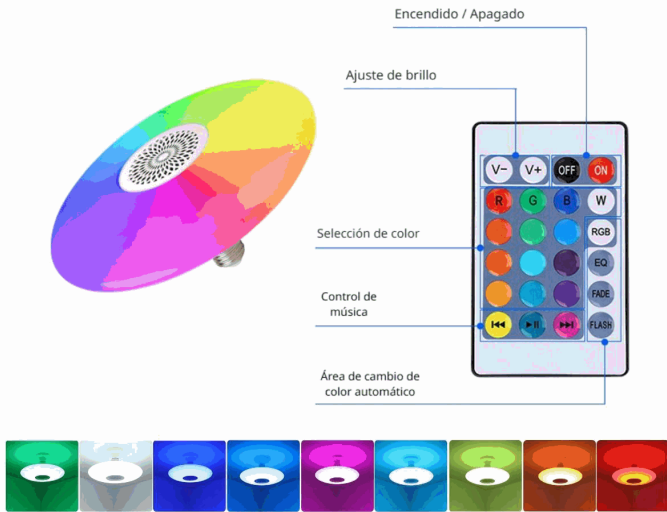 Encendido / Apagado
Ajuste de brillo
V- V+ OFF ON
R G B W
Selección de color
RGB
EQ
Control de
música
FADE
FLASH
Área de cambio de
color automático